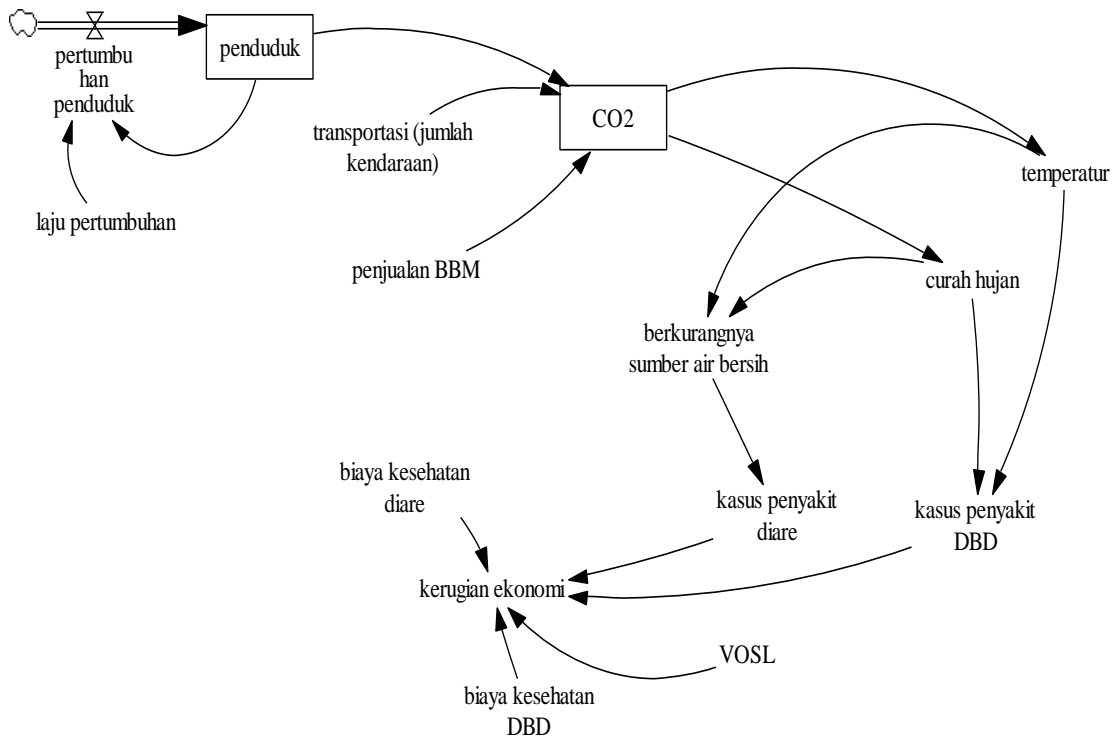 penduduk
pertumbu
han
penduduk
laju pertumbuhan
transportasi (jumlah
kendaraan)
CO2
penjualan BBM
temperatur
curah hujan
berkurangnya
sumber air bersih
biaya kesehatan
diare
kasus penyakit
diare
kasus penyakit
DBD
kerugian ekonomi
VOSL
biaya kesehatan
DBD